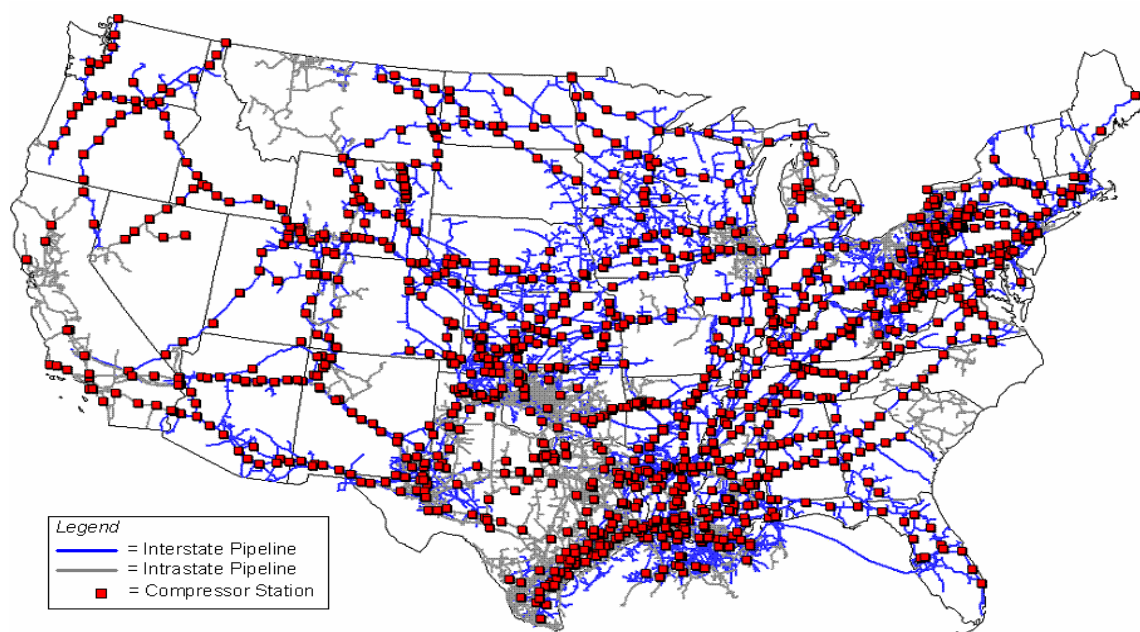 Legend
= Interstate Pipeline
= Intrastate Pipeline
= Compressor Station